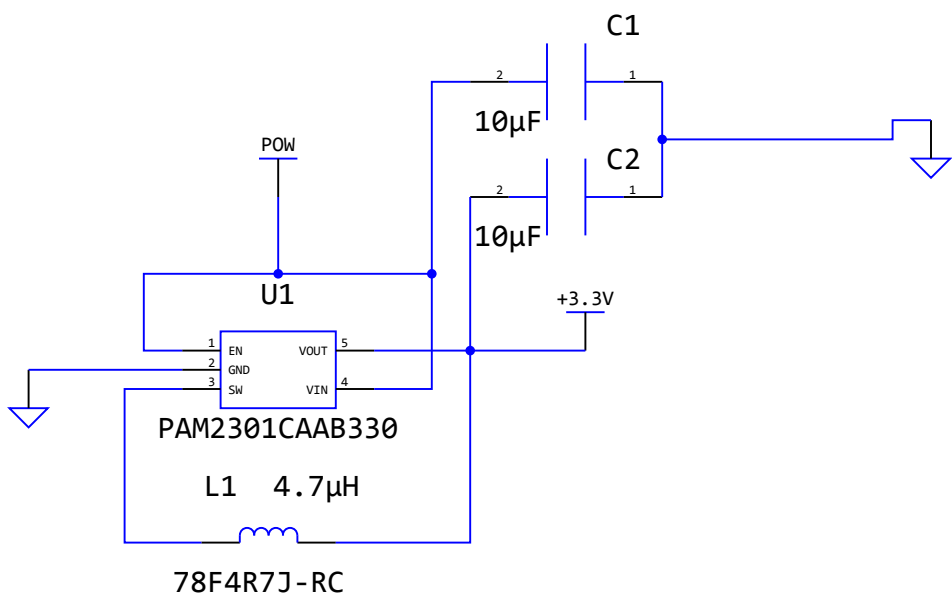 C1
2 1
10µF
POW
C2
2 1
10µF
U1
+3.3V
1 EN VOUT 5
2 GND
3 SW VIN 4
PAM2301CAAB330
L1 4.7µH
78F4R7J-RC